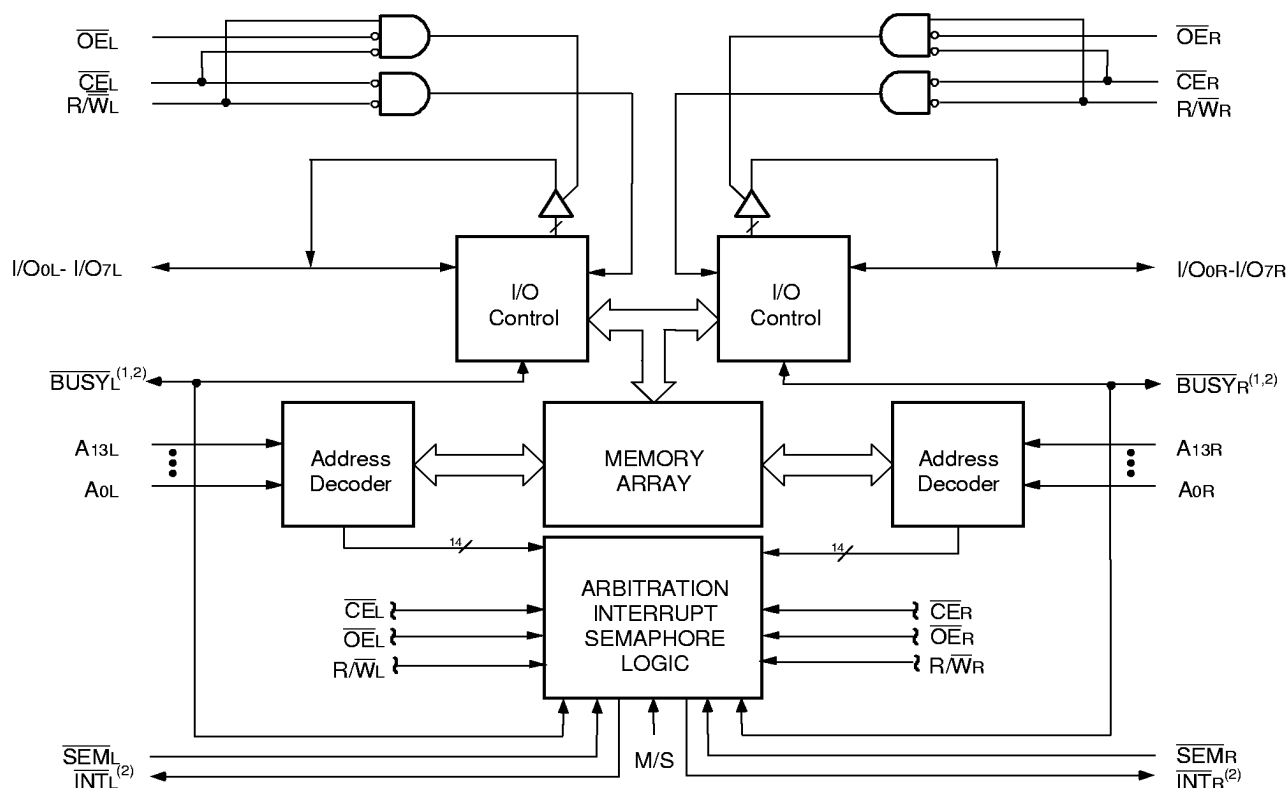 OEL
OER
CEL
CER
R/WL
R/WR
I/O0L- I/O7L
I/O
Control
I/O
Control
I/O0R-I/O7R
BUSYL(1,2)
BUSYR(1,2)
A13L
A0L
Address
Decoder
MEMORY
ARRAY
Address
Decoder
A13R
A0R
14
14
ARBITRATION
INTERRUPT
SEMAPHORE
LOGIC
CEL
OEL
R/WL
CER
OER
R/WR
M/S
SEML
INTL(2)
SEMR
INTR(2)